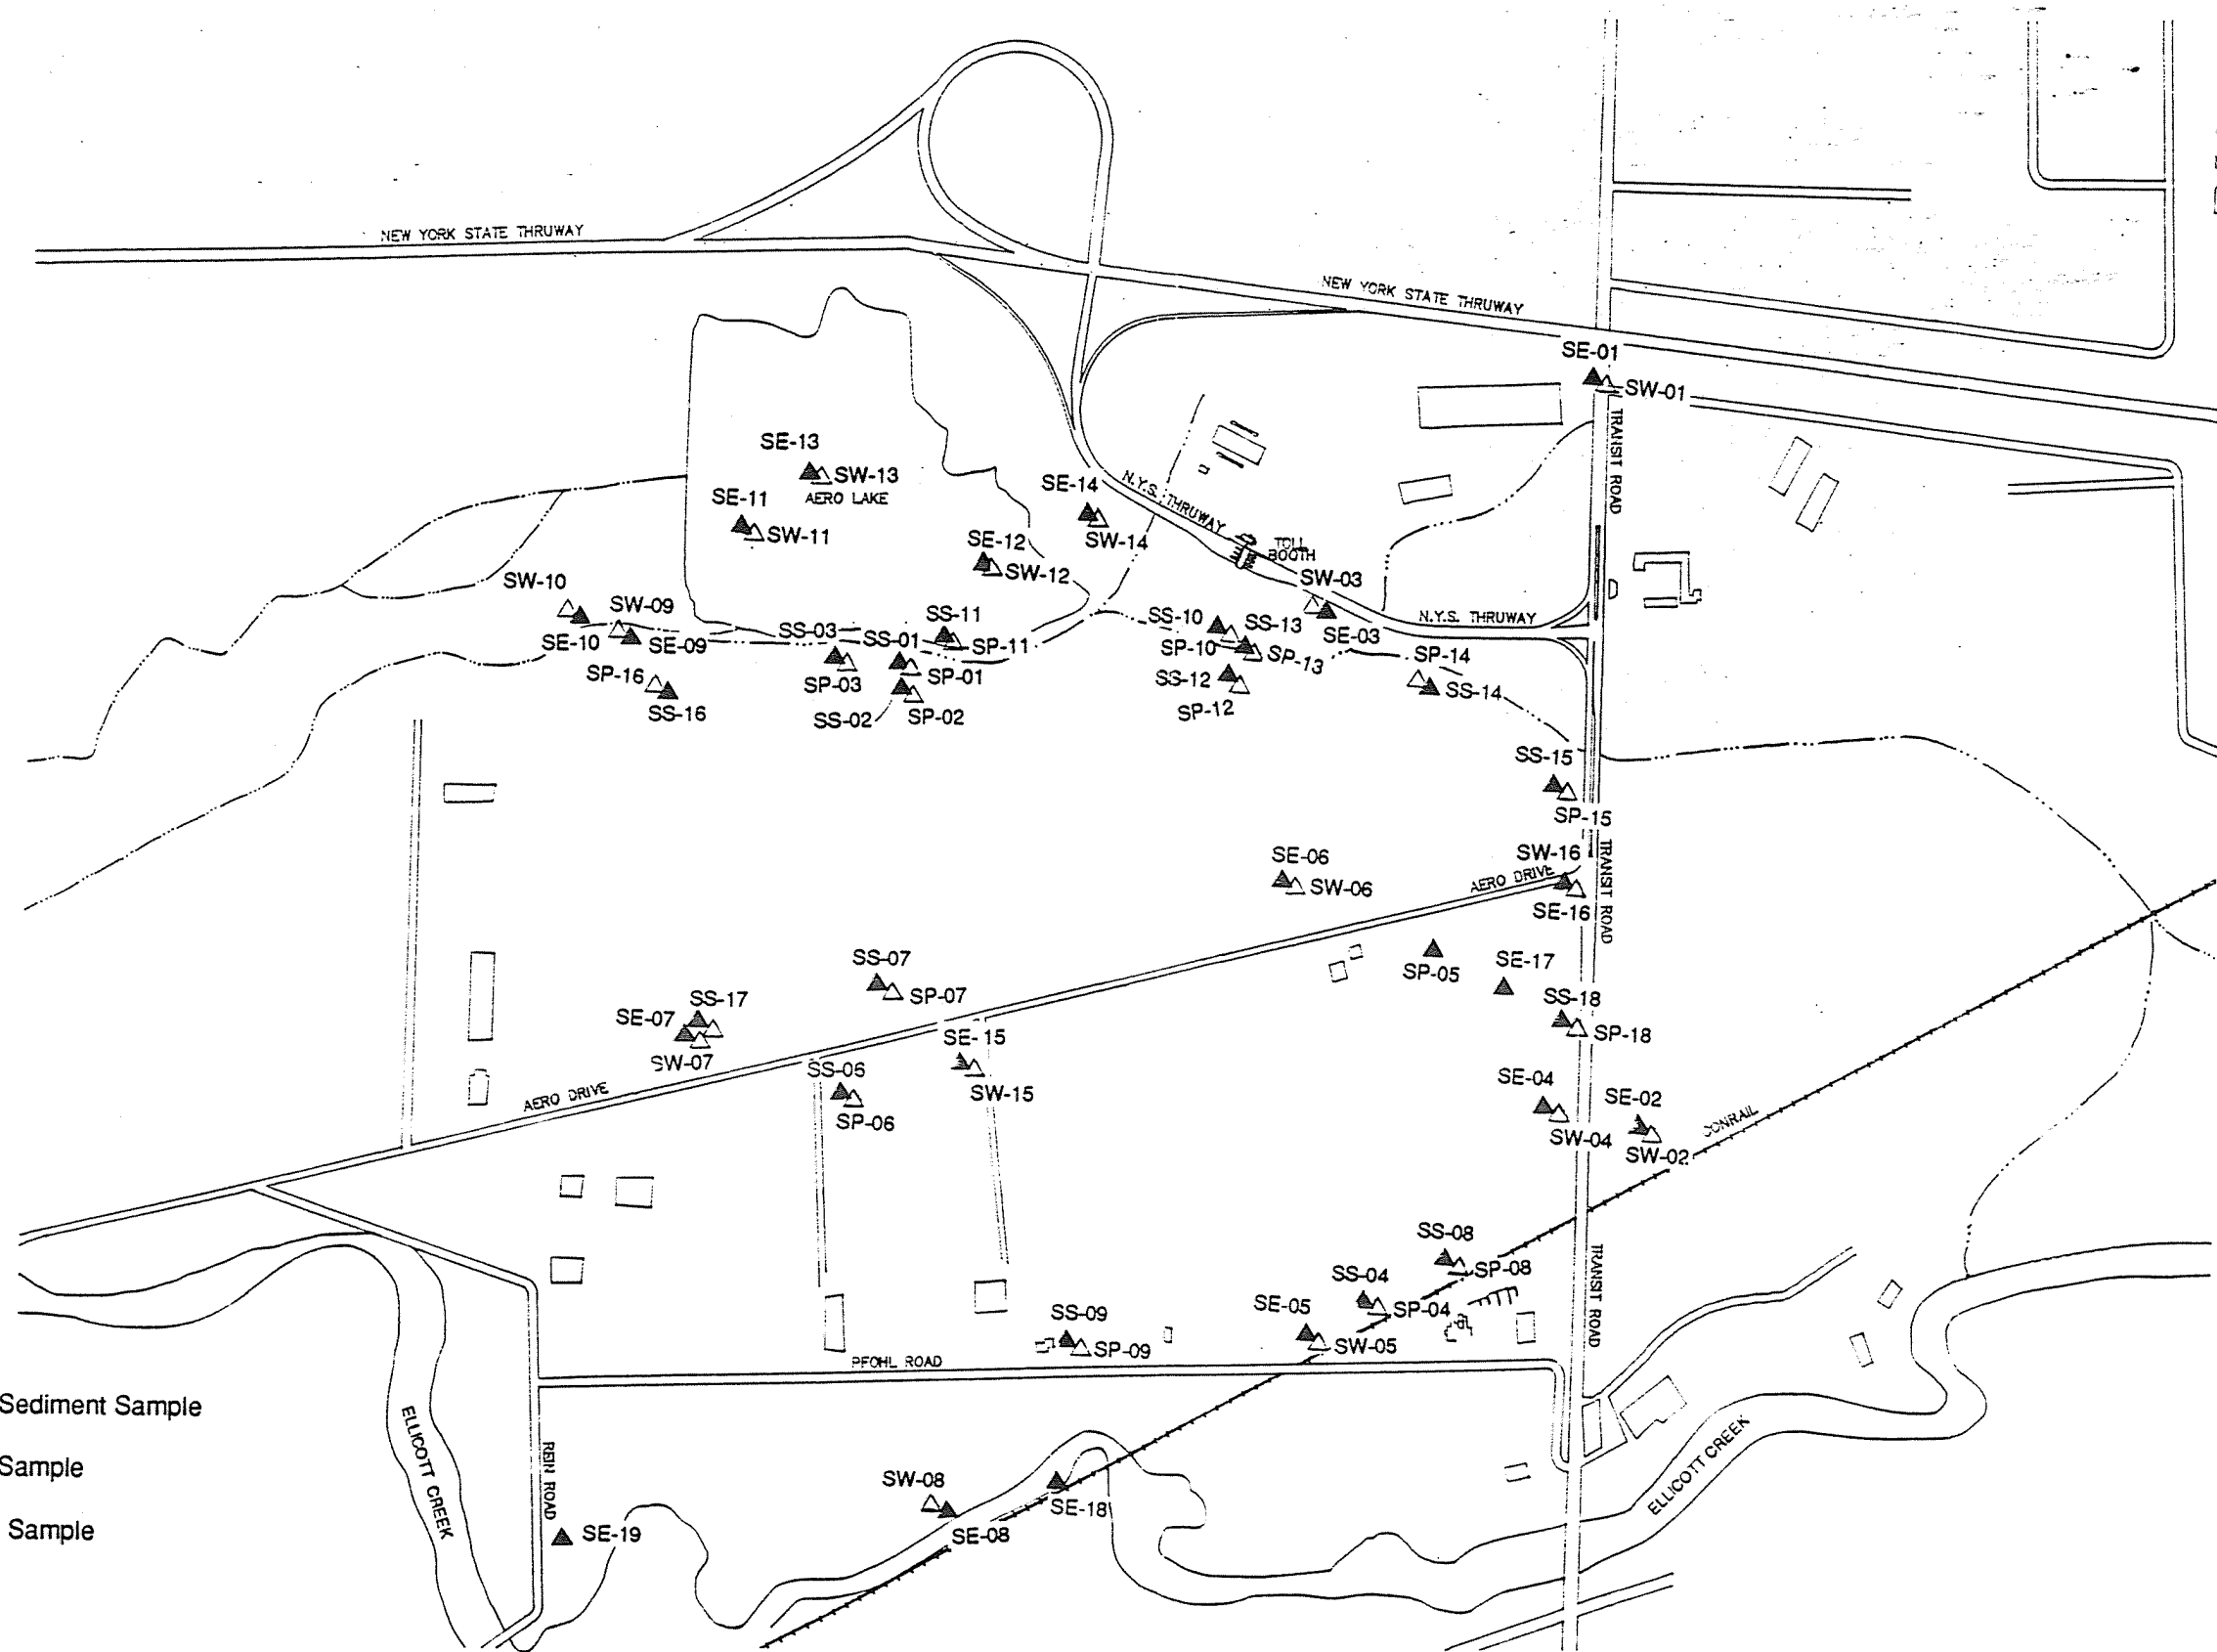 NEW YORK STATE THRUWAY
NEW YORK STATE THRUWAY
SE-01
SW-01
TRANSIT ROAD
SE-13
SW-13
AERO LAKE
SE-11
SW-11
SE-14
SW-14
N.Y.S. THRUWAY
TOLL
BOOTH
SE-12
SW-12
SW-03
SE-03
N.Y.S. THRUWAY
SW-10
SE-10
SW-09
SE-09
SS-03
SP-03
SS-01
SP-01
SS-11
SP-11
SS-10
SP-10
SS-13
SP-13
SP-14
SS-14
SP-16
SS-16
SS-02
SP-02
SS-12
SP-12
SS-15
SP-15
SW-16
SE-16
TRANSIT ROAD
SE-06
SW-06
AERO DRIVE
SP-05
SE-17
SS-18
SP-18
SS-07
SP-07
SS-17
SE-07
SW-07
SE-15
SW-15
SS-06
SP-06
AERO DRIVE
SE-04
SW-04
SE-02
SW-02
CONRAIL
SS-08
SP-08
SS-04
SP-04
SE-05
SW-05
SS-09
SP-09
TRANSIT ROAD
PFOHL ROAD
Sediment Sample
Sample
Sample
ELLICOTT CREEK
REIN ROAD
SE-19
SW-08
SE-08
SE-18
ELLICOTT CREEK